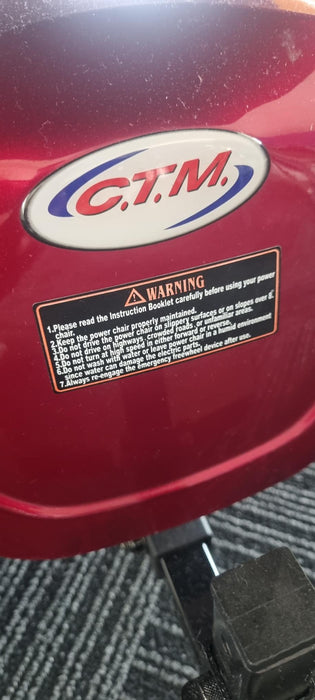 C.T.M.
WARNING
1.Please read the Instruction Booklet carefully before using your power
chair.
2.Keep the power chair properly maintained.
3.Do not drive the power chair on slippery surfaces or on slopes over
4.Do not drive on highways, crowded roads, or unfamiliar areas.
5.Do not turn at high speed in either forward or reverse.
6.Do not wash with water or leave power chair in a humid environment
since water can damage the electric parts.
7.Always re-engage the emergency freewheel device after use.